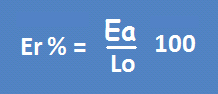 Er % = Ea 100
Lo